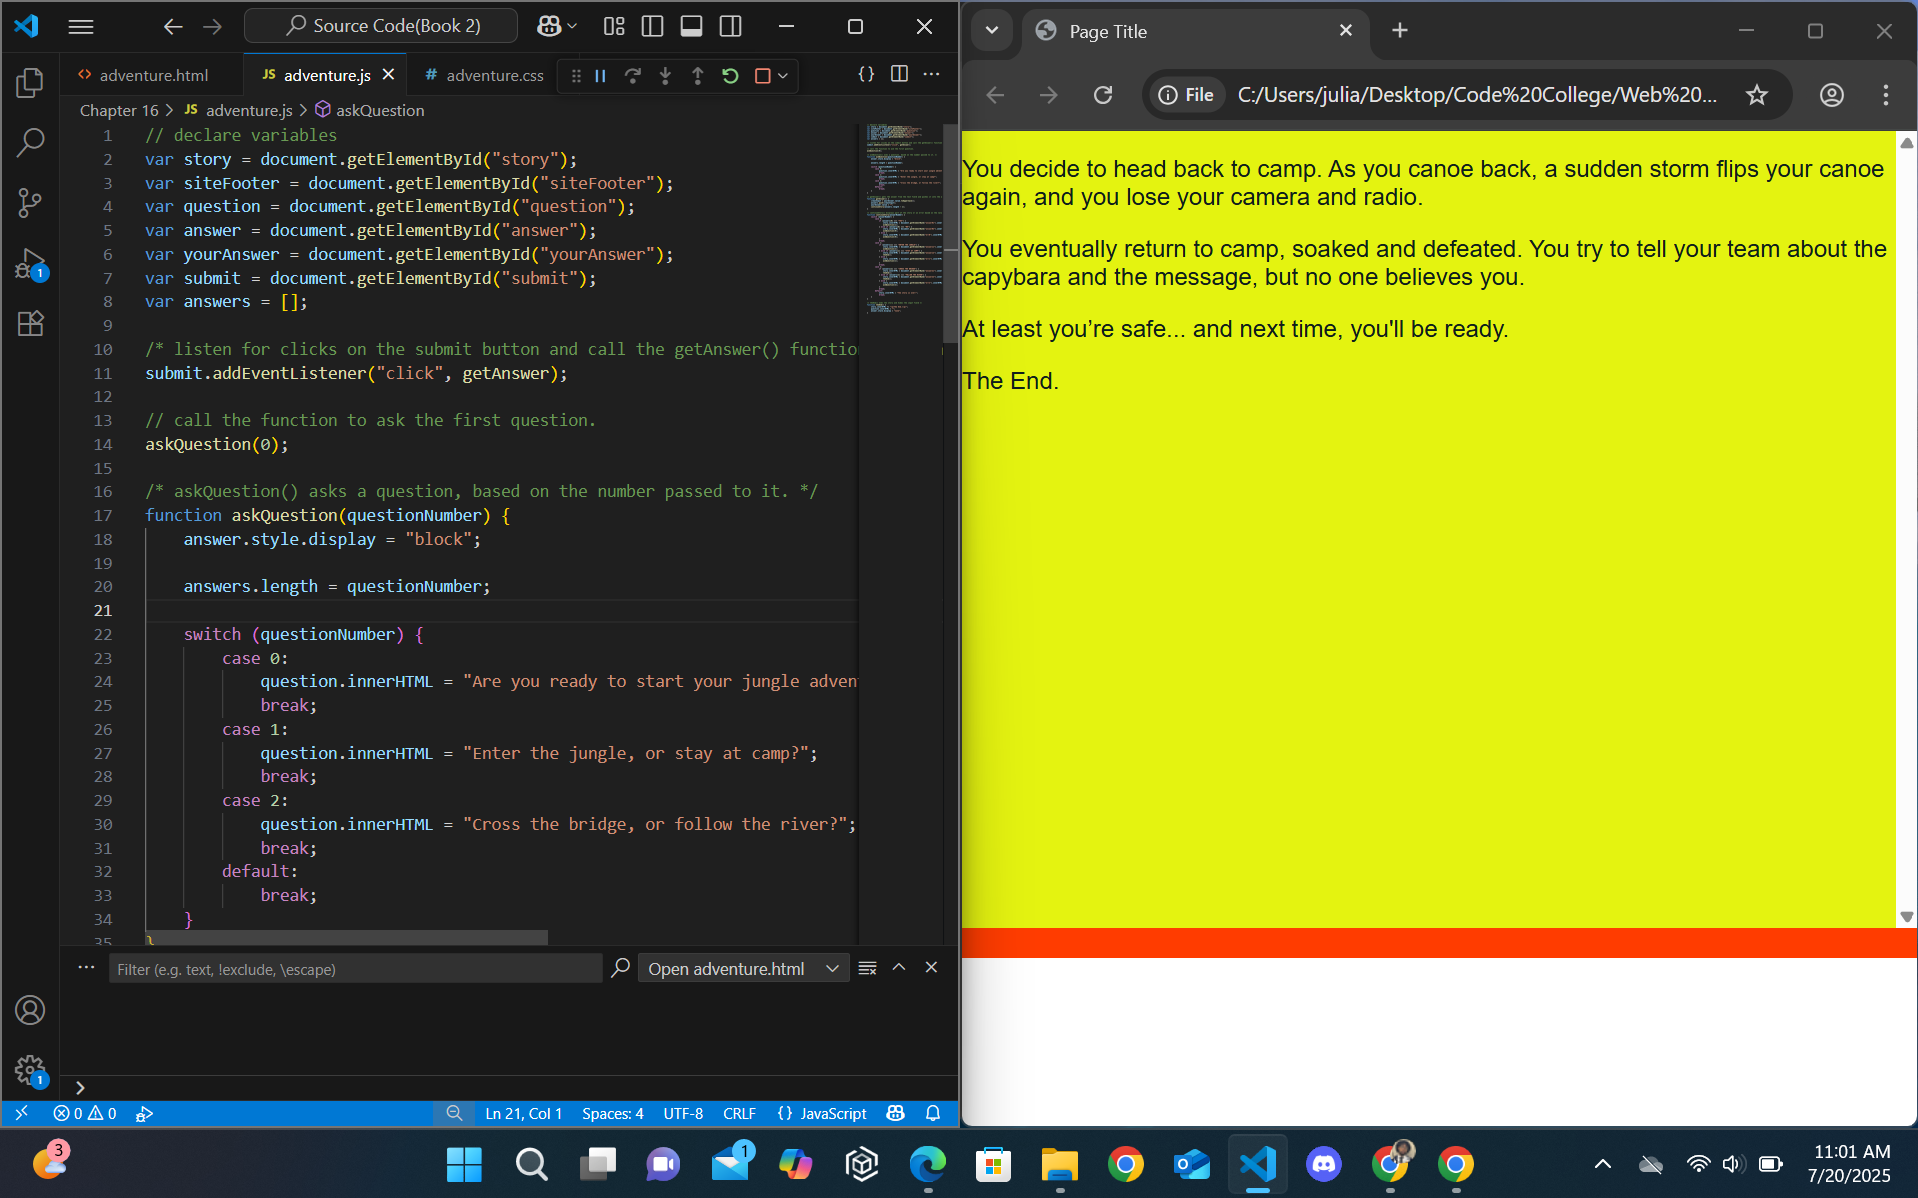 Source Code(Book 2)
adventure.html
JS adventure.js
# adventure.css
Chapter 16 > JS adventure.js > askQuestion
1 // declare variables
2 var story = document.getElementById("story");
3 var siteFooter = document.getElementById("siteFooter");
4 var question = document.getElementById("question");
5 var answer = document.getElementById("answer");
6 var yourAnswer = document.getElementById("yourAnswer");
7 var submit = document.getElementById("submit");
8 var answers = [];
9
10 /* listen for clicks on the submit button and call the getAnswer() function
11 submit.addEventListener("click", getAnswer);
12
13 // call the function to ask the first question.
14 askQuestion(0);
15
16 /* askQuestion() asks a question, based on the number passed to it. */
17 function askQuestion(questionNumber) {
18 answer.style.display = "block";
19
20 answers.length = questionNumber;
21
22 switch (questionNumber) {
23 case 0:
24 question.innerHTML = "Are you ready to start your jungle adven
25 break;
26 case 1:
27 question.innerHTML = "Enter the jungle, or stay at camp?";
28 break;
29 case 2:
30 question.innerHTML = "Cross the bridge, or follow the river?";
31 break;
32 default:
33 break;
34 }
35 }
Filter (e.g. text, !exclude, \escape)
Open adventure.html
0 0
Ln 21, Col 1
Spaces: 4
UTF-8
CRLF
{} JavaScript
1
1
Page Title
File
C:/Users/julia/Desktop/Code%20College/Web%20...
You decide to head back to camp. As you canoe back, a sudden storm flips your canoe
again, and you lose your camera and radio.
You eventually return to camp, soaked and defeated. You try to tell your team about the
capybara and the message, but no one believes you.
At least you’re safe... and next time, you'll be ready.
The End.
3
1
11:01 AM
7/20/2025